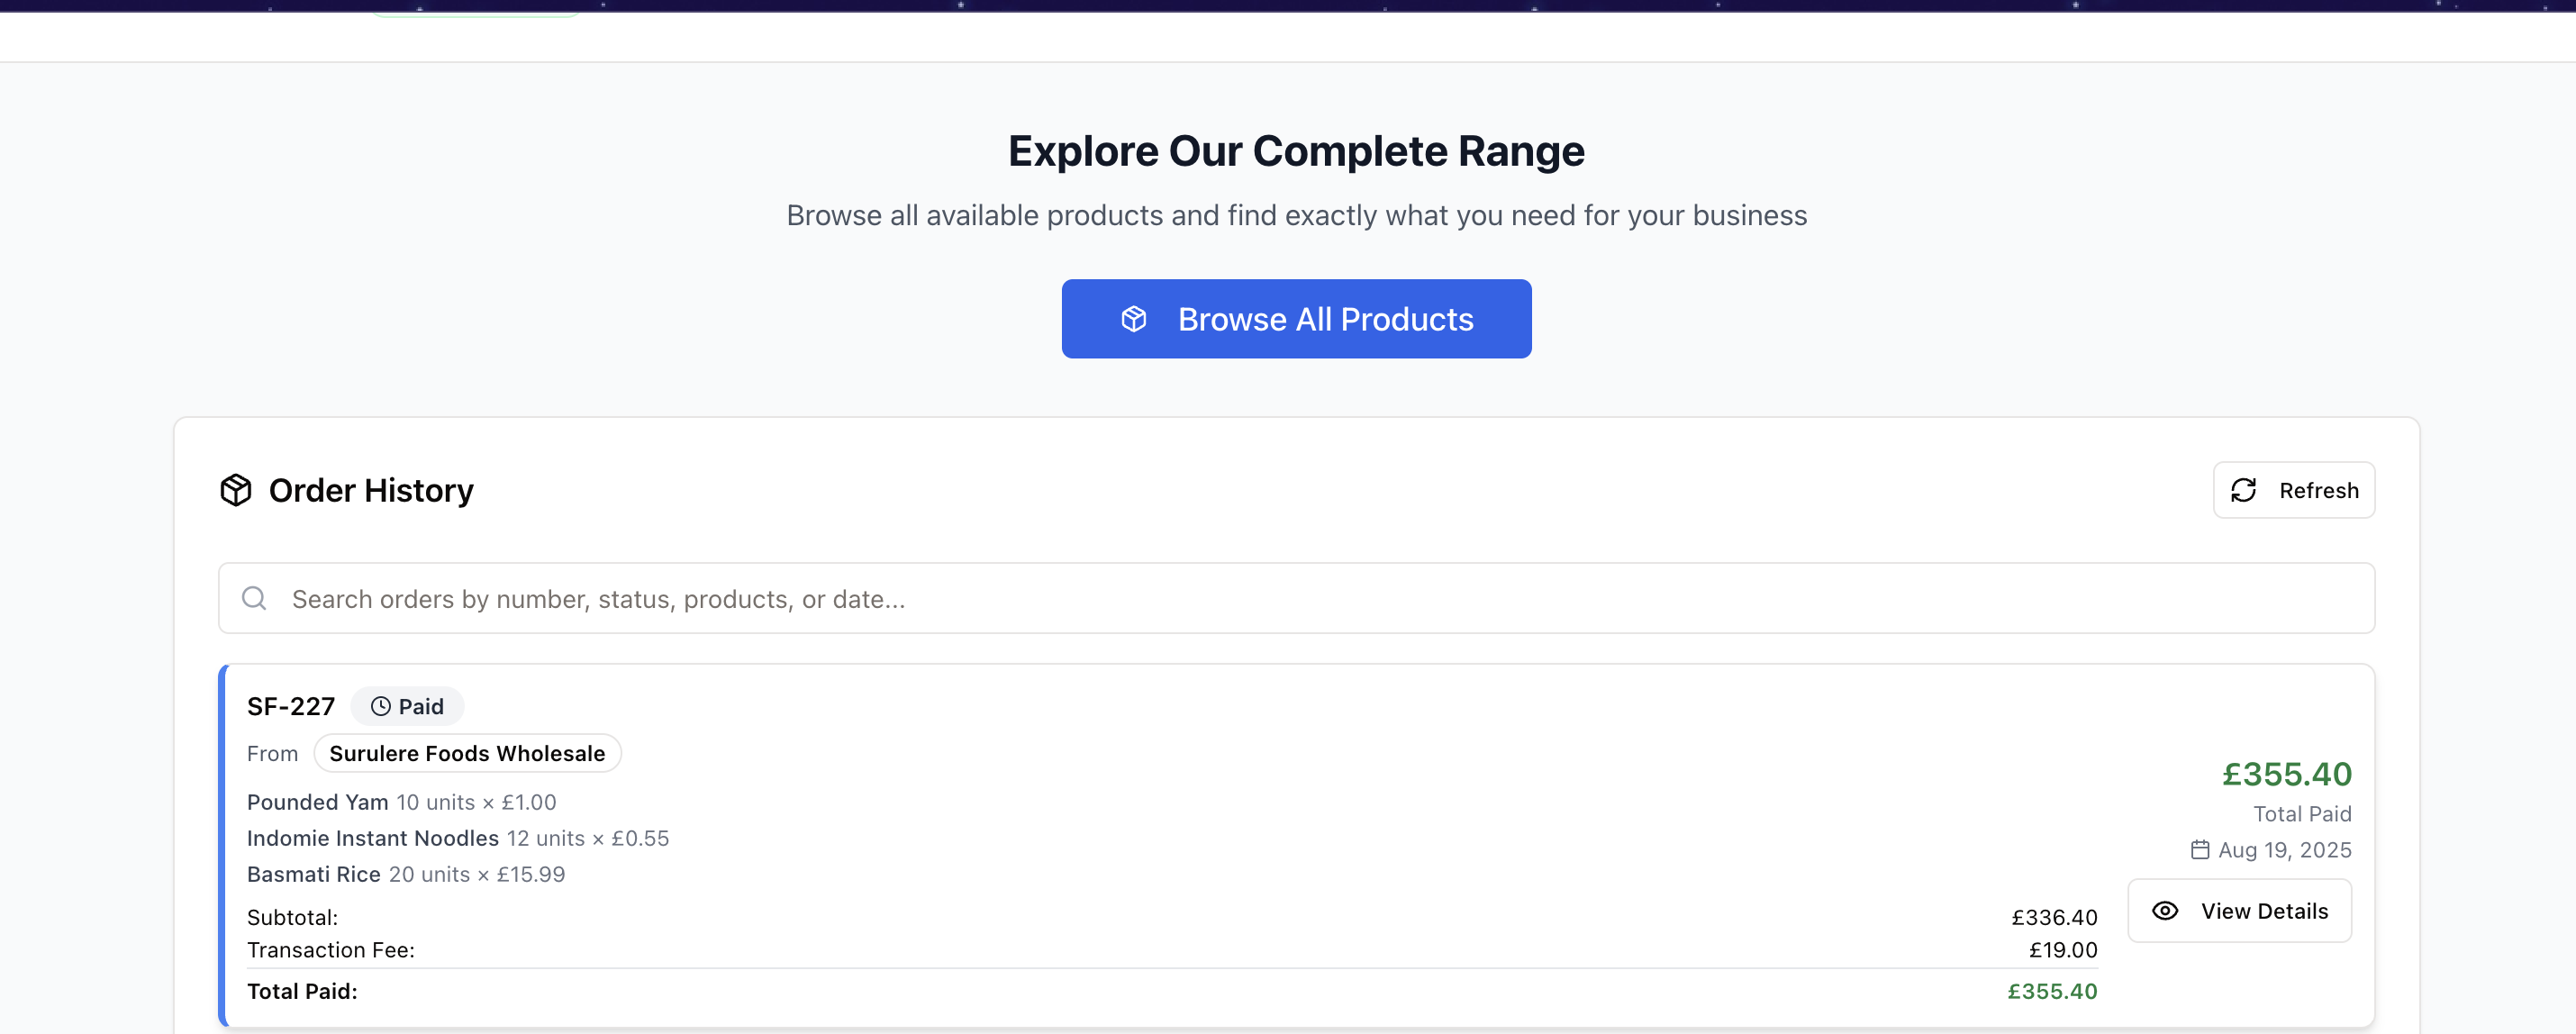 Explore Our Complete Range
Browse all available products and find exactly what you need for your business
Browse All Products
Order History
Refresh
Search orders by number, status, products, or date...
SF-227 Paid
From Surulere Foods Wholesale
Pounded Yam 10 units × £1.00
Indomie Instant Noodles 12 units × £0.55
Basmati Rice 20 units × £15.99
Subtotal: £336.40
Transaction Fee: £19.00
Total Paid: £355.40
£355.40
Total Paid
Aug 19, 2025
View Details